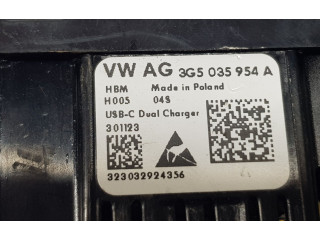 VW AG 3G5 035 954 A
HBM Made in Poland
H005 04S
USB-C Dual Charger
301123
323032924356